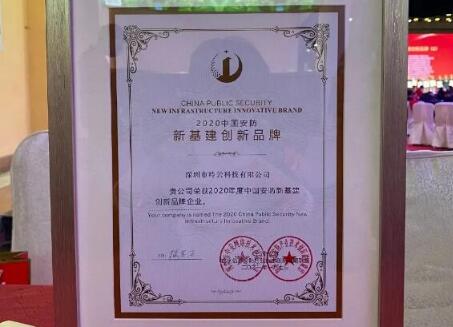 CHINA PUBLIC SECURITY
NEW INFRASTRUCTURE INNOVATIVE BRAND
2020中国安防
新基建创新品牌
深圳市吟云科技有限公司
贵公司荣获2020年度中国安防新基建
创新品牌企业。
Your company is named The 2020 China Public Security New
Infrastructure Innovative Brand.